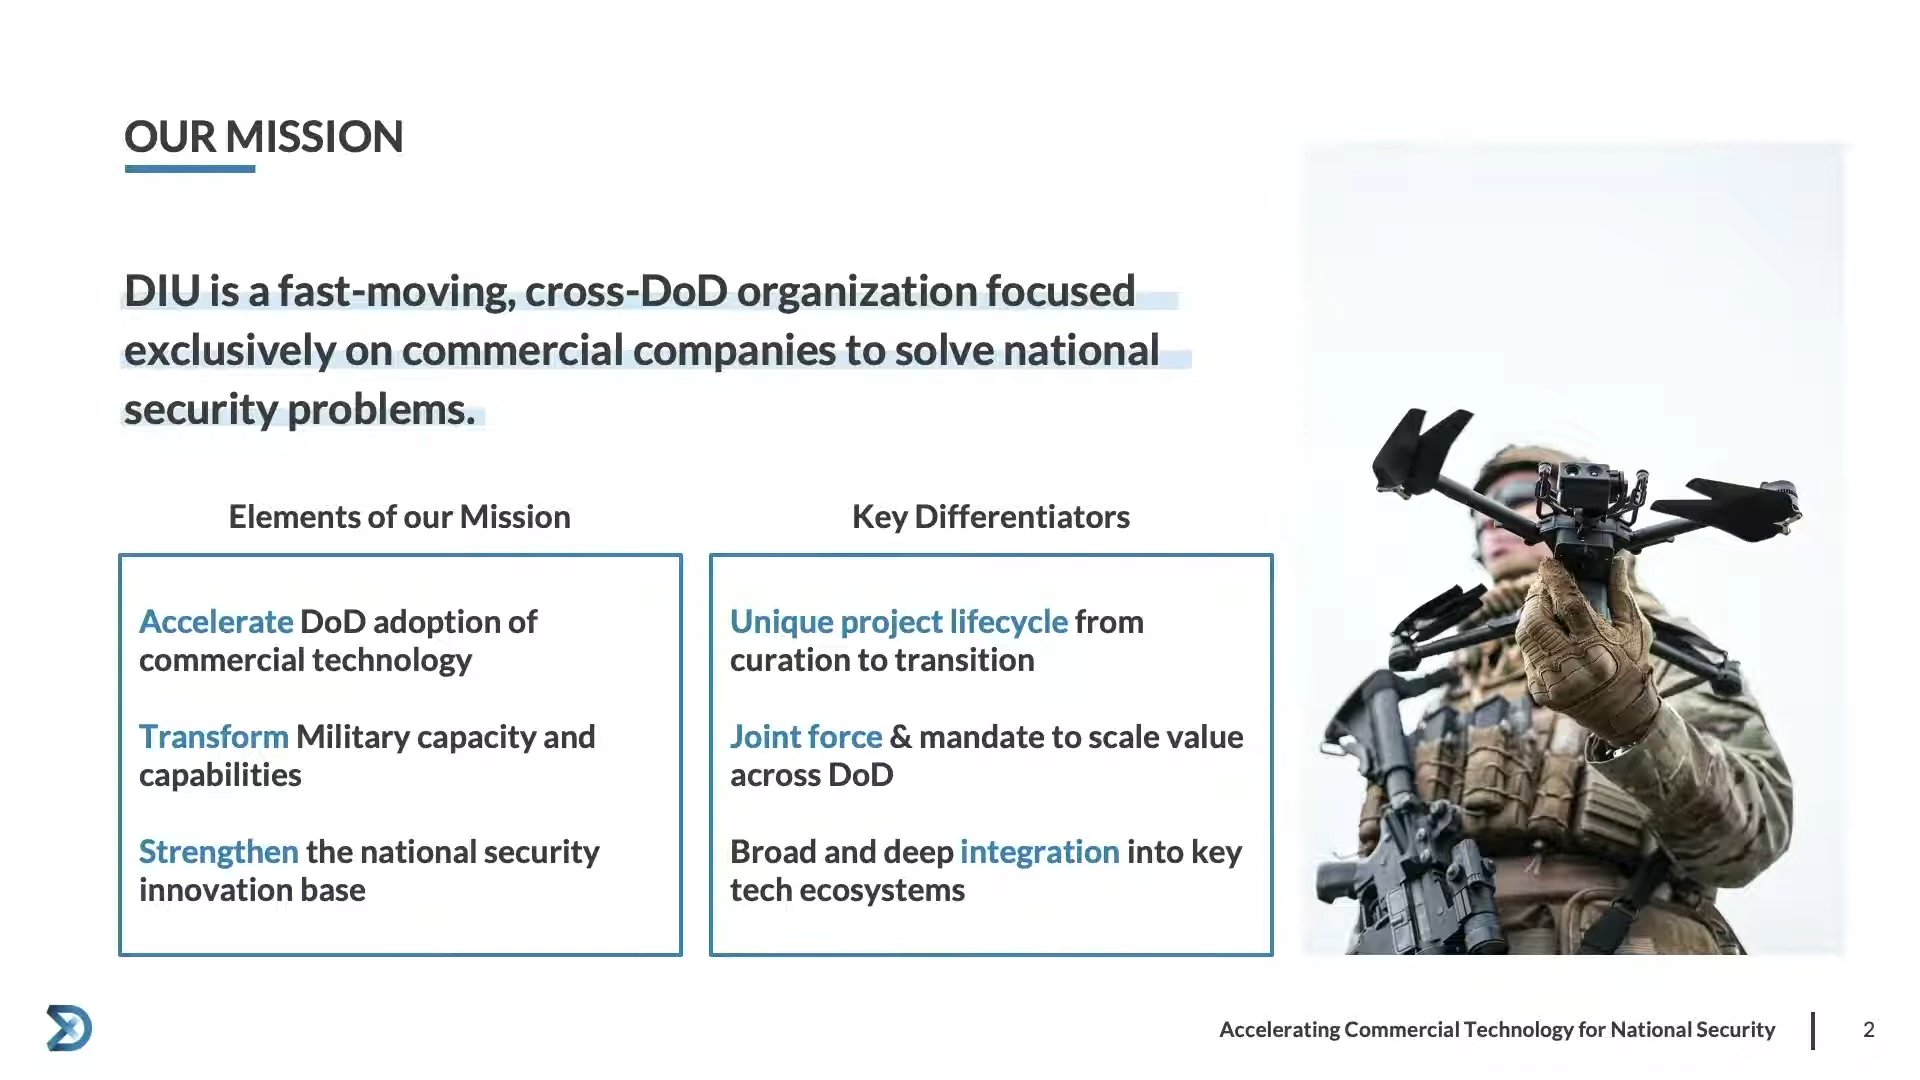 OUR MISSION
DIU is a fast-moving, cross-DoD organization focused
exclusively on commercial companies to solve national
security problems.
Elements of our Mission
Accelerate DoD adoption of
commercial technology
Transform Military capacity and
capabilities
Strengthen the national security
innovation base
Key Differentiators
Unique project lifecycle from
curation to transition
Joint force & mandate to scale value
across DoD
Broad and deep integration into key
tech ecosystems
Accelerating Commercial Technology for National Security
2